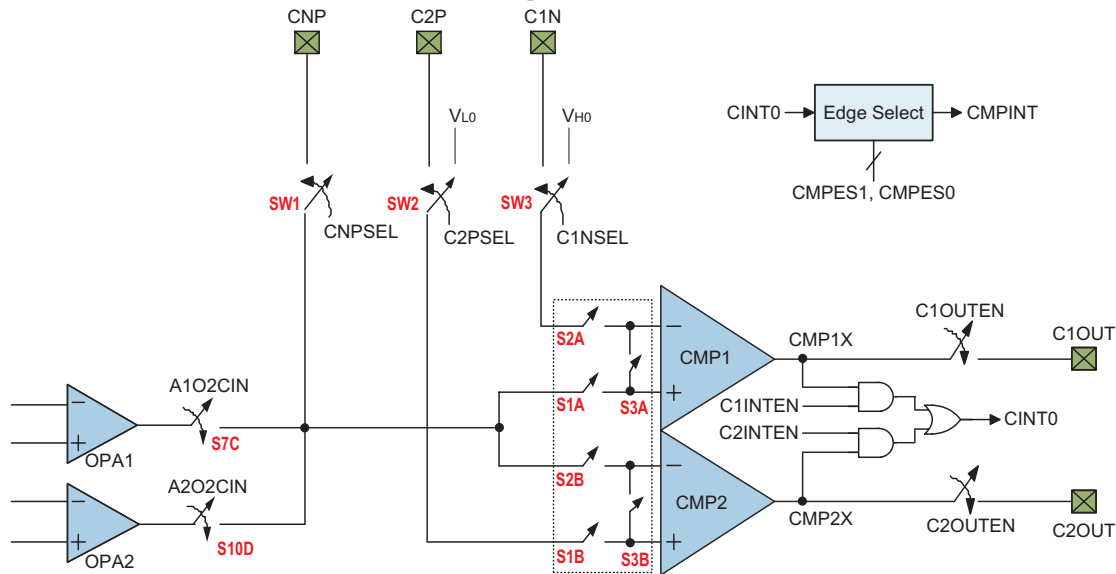 CNP
C2P
C1N
VL0
VH0
CINT0
Edge Select
CMPINT
CMPES1, CMPES0
SW1
CNPSEL
SW2
C2PSEL
SW3
C1NSEL
S2A
−
CMP1
CMP1X
C1OUTEN
C1OUT
S1A
S3A
+
C1INTEN
C2INTEN
CINT0
−
+
OPA1
A1O2CIN
S7C
S2B
−
CMP2
CMP2X
C2OUTEN
C2OUT
S1B
S3B
+
−
+
OPA2
A2O2CIN
S10D